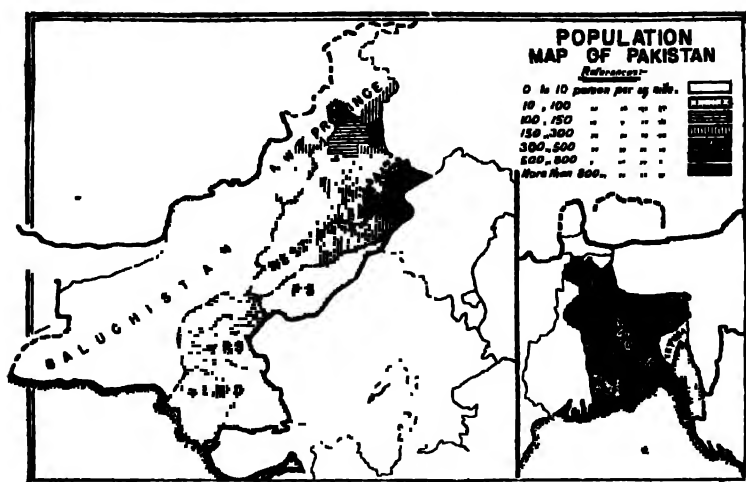 POPULATION
MAP OF PAKISTAN
References:-
0 to 10 person per sq mile.
10 „ 100 „ „ „ „
100 „ 150 „ „ „ „
150 „ 300 „ „ „ „
300 „ 500 „ „ „ „
500 „ 800 „ „ „ „
More than 800 „ „ „ „
PROVINCE
WEST
BALUCHISTAN
SIND